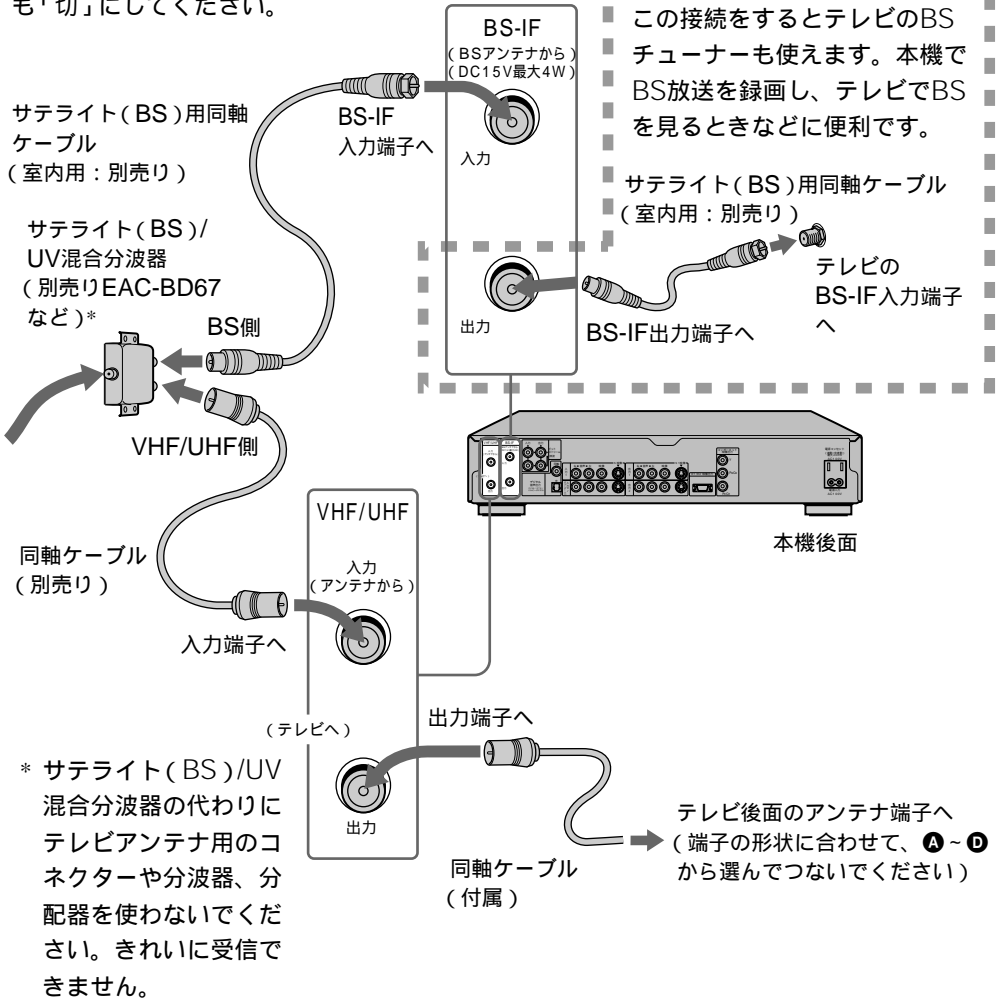 も「切」にしてください。
この接続をするとテレビのBS
チューナーも使えます。本機で
BS放送を録画し、テレビでBS
を見るときなどに便利です。
BS-IF
(BSアンテナから)
(DC15V最大4W)
入力
出力
サテライト(BS)用同軸
ケーブル
(室内用:別売り)
BS-IF
入力端子へ
サテライト(BS)用同軸ケーブル
(室内用:別売り)
テレビの
BS-IF入力端子
へ
BS-IF出力端子へ
サテライト(BS)/
UV混合分波器
(別売りEAC-BD67
など)*
BS側
VHF/UHF側
本機後面
同軸ケーブル
(別売り)
入力端子へ
VHF/UHF
入力
(アンテナから)
(テレビへ)
出力
出力端子へ
同軸ケーブル
(付属)
テレビ後面のアンテナ端子へ
(端子の形状に合わせて、A~D
から選んでつないでください)
* サテライト(BS)/UV
混合分波器の代わりに
テレビアンテナ用のコ
ネクターや分波器、分
配器を使わないでくだ
さい。きれいに受信で
きません。